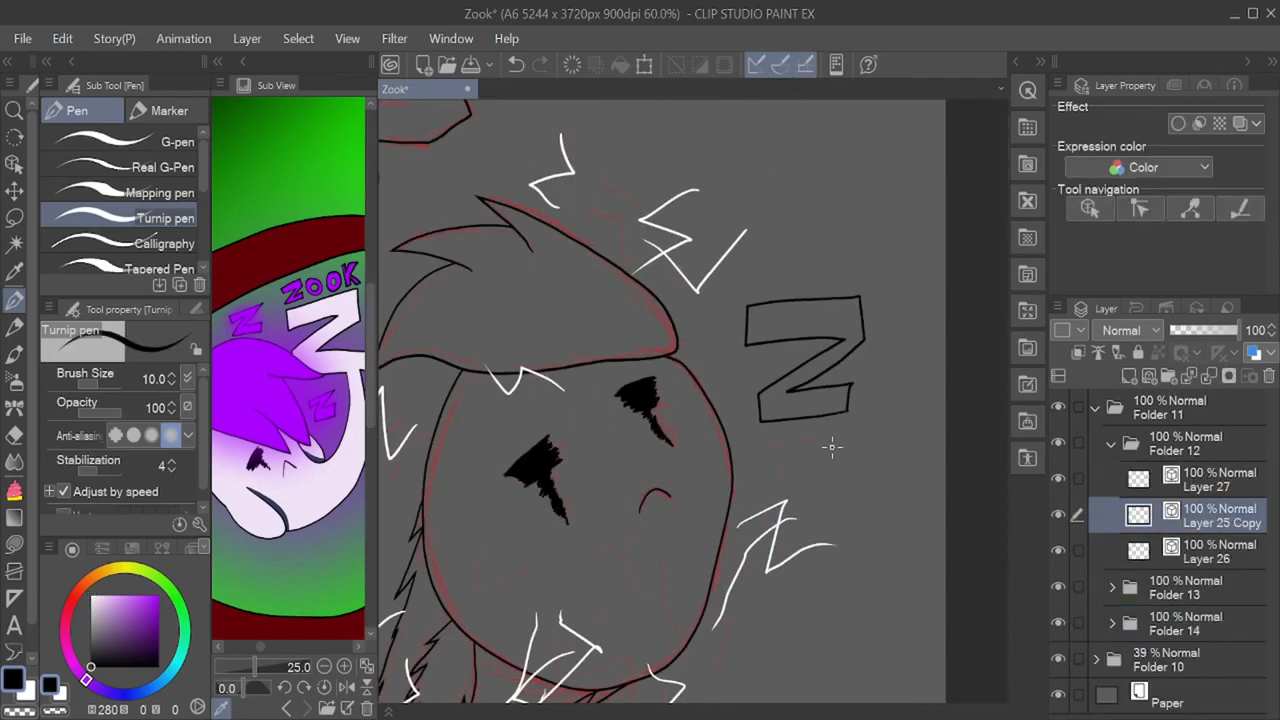 Zook* (A6 5244 x 3720px 900dpi 60.0%) - CLIP STUDIO PAINT EX
File Edit Story(P) Animation Layer Select View Filter Window Help
Sub Tool [Pen]
Sub View
Zook*
Layer Property
Pen
Marker
G-pen
Real G-Pen
Mapping pen
Turnip pen
Calligraphy
Tapered Pen
Effect
Expression color
Color
Tool navigation
Tool property [Turnip
Turnip pen
Brush Size 10.0
Opacity 100
Anti-aliasing
Stabilization 4
Adjust by speed
ZOOK
Z
Z
Z
Z
25.0
0.0
Layer
Normal 100
100 % Normal
Folder 11
100 % Normal
Folder 12
100 % Normal
Layer 27
100 % Normal
Layer 25 Copy
100 % Normal
Layer 26
100 % Normal
Folder 13
100 % Normal
Folder 14
39 % Normal
Folder 10
Paper
H 280 S 0 V 0